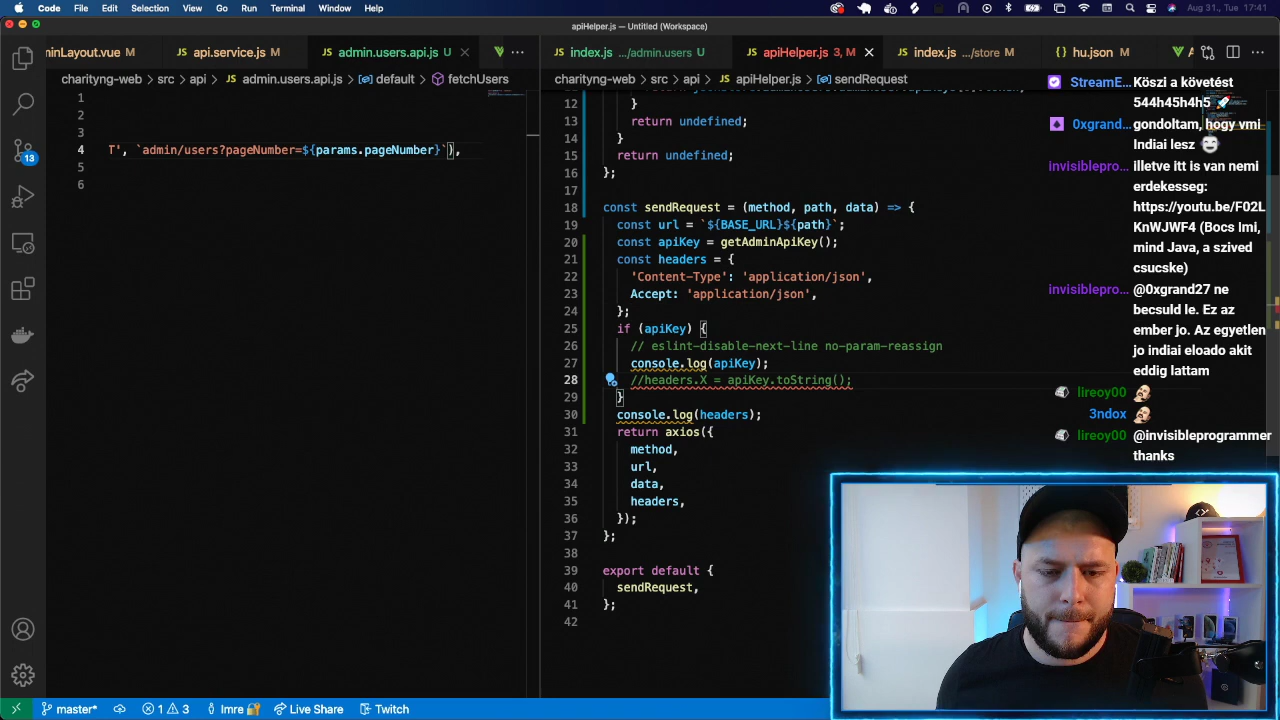 Code File Edit Selection View Go Run Terminal Window Help
Aug 31., Tue 17:41
apiHelper.js — Untitled (Workspace)
ninLayout.vue M
JS api.service.js M
JS admin.users.api.js M
JS index.js .../admin.users U
JS apiHelper.js 3, M
JS index.js .../store M
{} hu.json M
charityng-web > src > api > JS admin.users.api.js > default > fetchUsers
charityng-web > src > api > JS apiHelper.js > sendRequest
1
2
3
4 T', `admin/users?pageNumber=${params.pageNumber}`),
5
6
12 }
13 return undefined;
14 }
15 return undefined;
16 };
17
18 const sendRequest = (method, path, data) => {
19 const url = `${BASE_URL}${path}`;
20 const apiKey = getAdminApiKey();
21 const headers = {
22 'Content-Type': 'application/json',
23 Accept: 'application/json',
24 };
25 if (apiKey) {
26 // eslint-disable-next-line no-param-reassign
27 console.log(apiKey);
28 //headers.X = apiKey.toString();
29 }
30 console.log(headers);
31 return axios({
32 method,
33 url,
34 data,
35 headers,
36 });
37 };
38
39 export default {
40 sendRequest,
41 };
42
StreamE... Köszi a követést
544h45h4h5
0xgrand... gondoltam, hogy vmi
Indiai lesz
invisiblepro... illetve itt is van nemi
erdekesseg:
https://youtu.be/F02L
KnWJWF4 (Bocs Imi,
mind Java, a szived
csucske)
invisiblepro... @0xgrand27 ne
becsuld le. Ez az
ember jo. Az egyetlen
jo indiai eloado akit
eddig lattam
lireoy00
3ndox
lireoy00 @invisibleprogrammer
thanks
13
master* 1 3 Imre Live Share Twitch